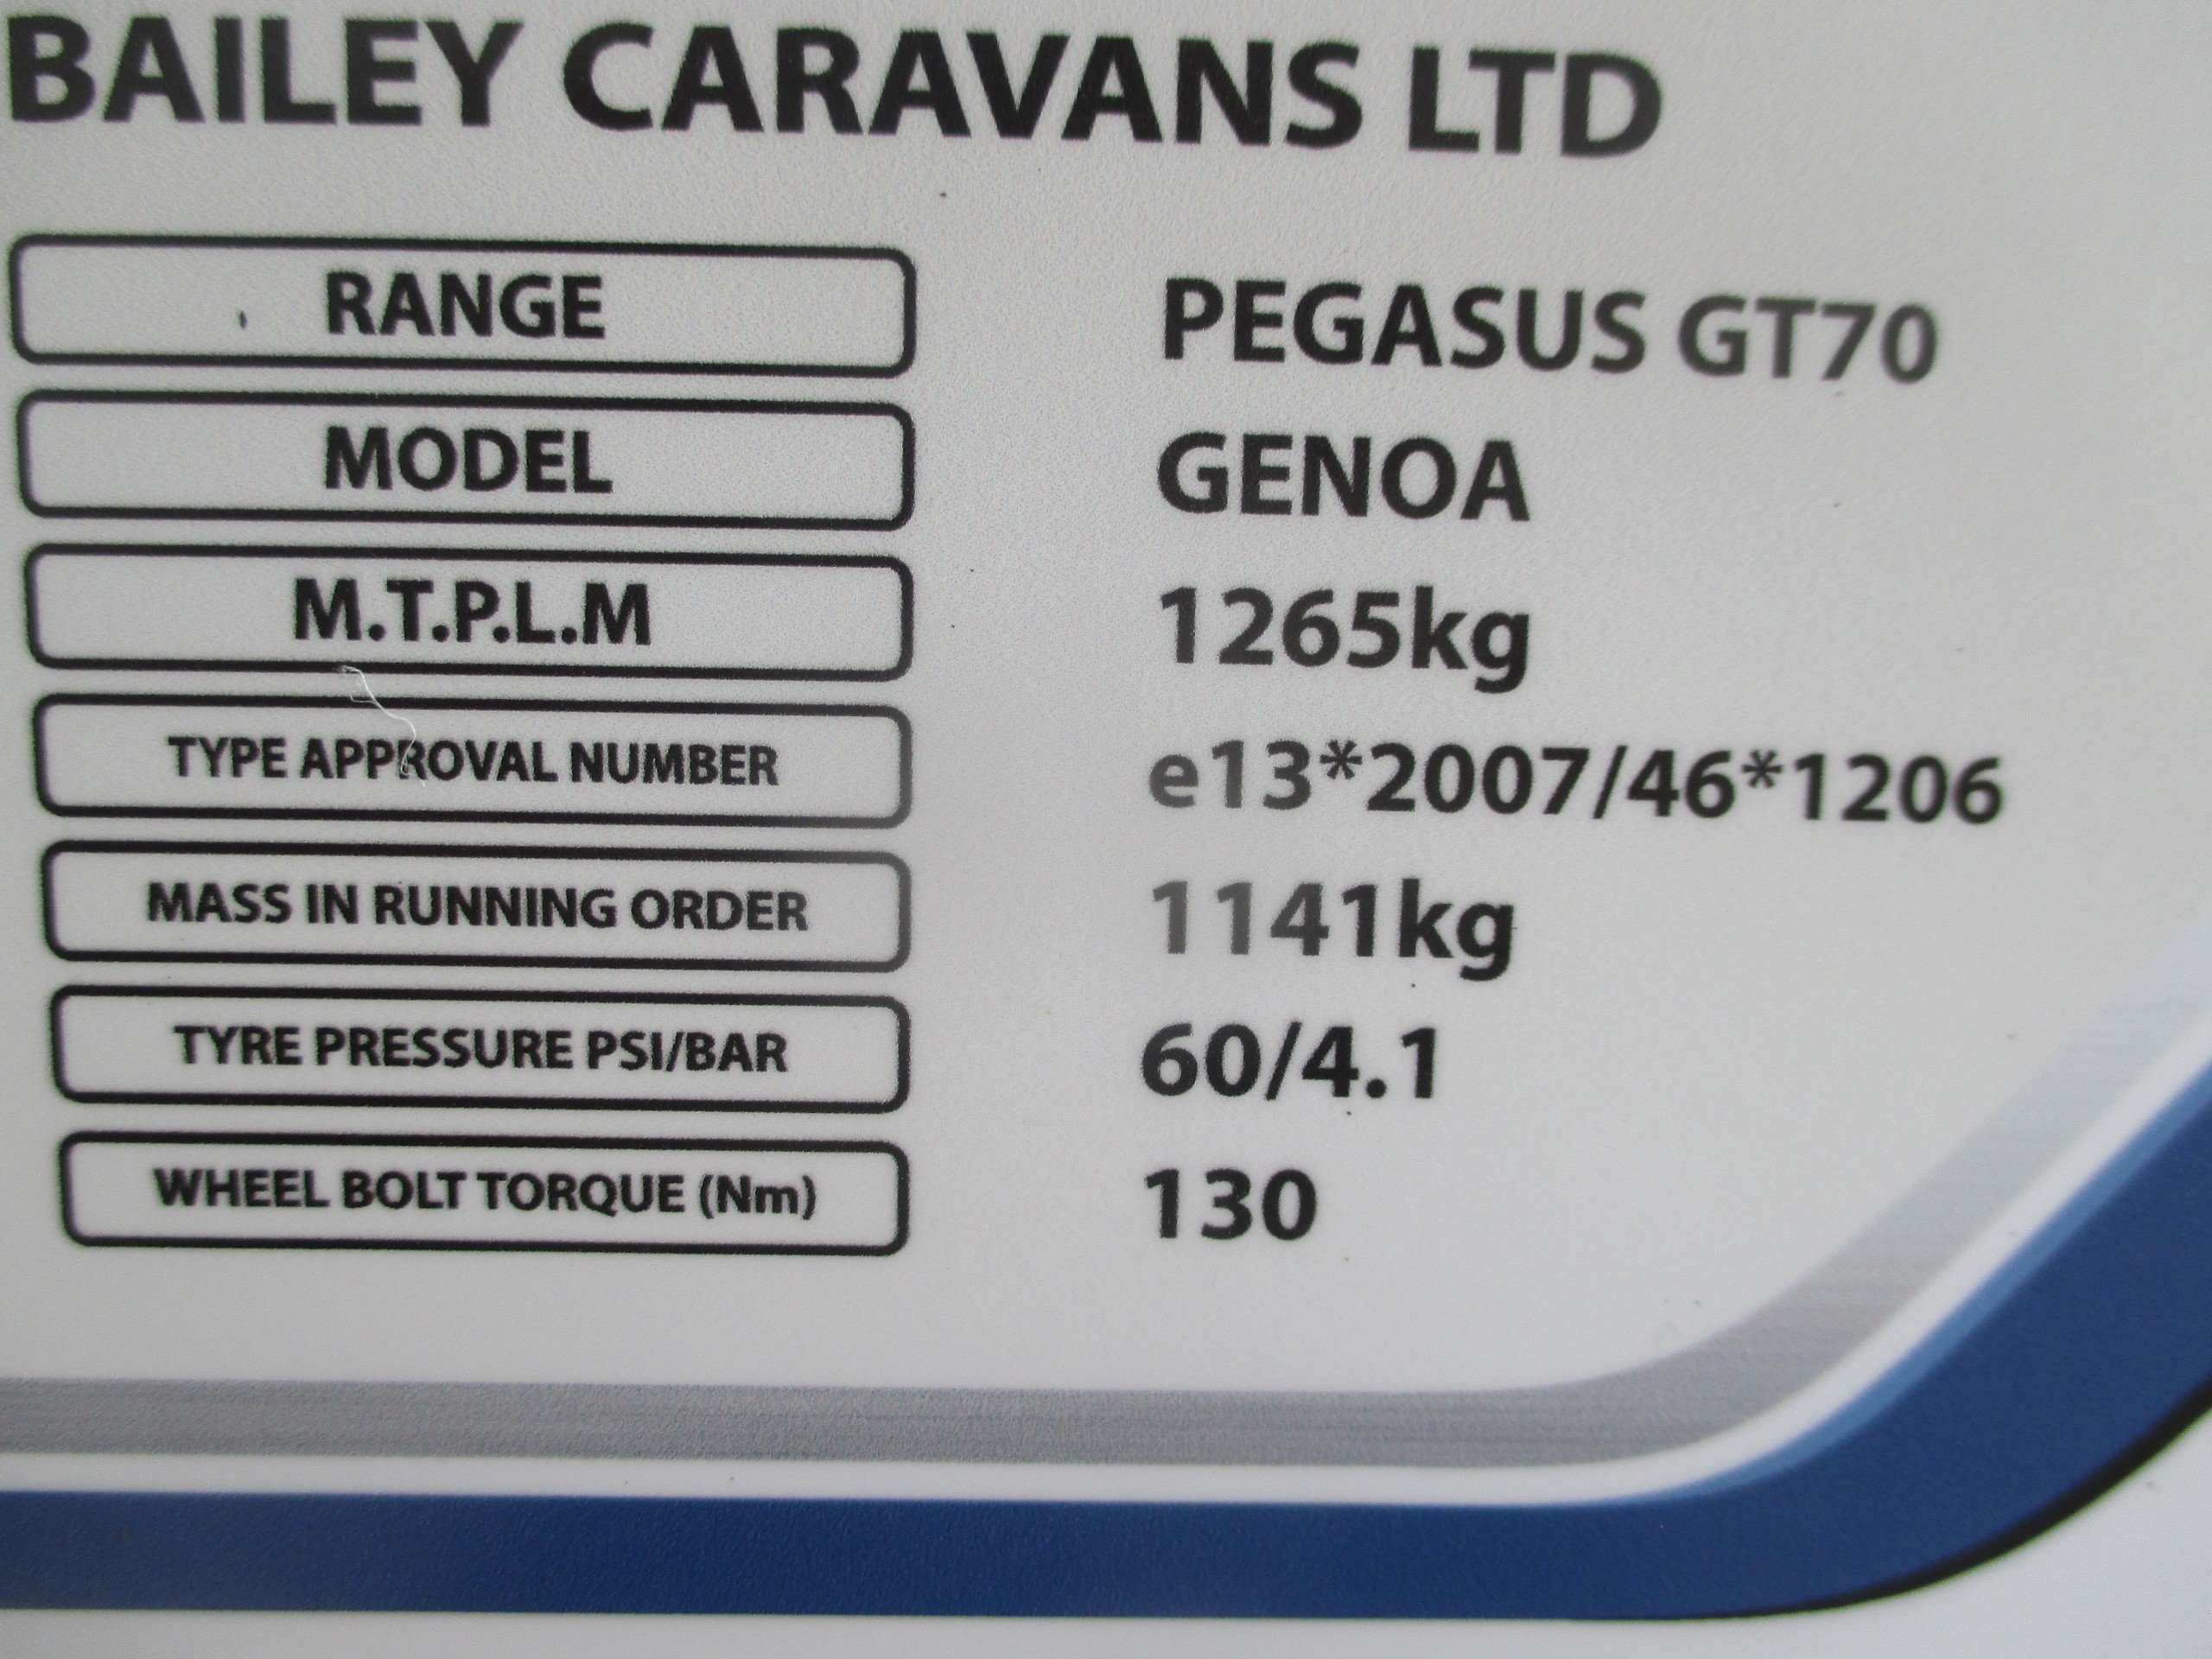 BAILEY CARAVANS LTD
RANGE PEGASUS GT70
MODEL GENOA
M.T.P.L.M 1265kg
TYPE APPROVAL NUMBER e13*2007/46*1206
MASS IN RUNNING ORDER 1141kg
TYRE PRESSURE PSI/BAR 60/4.1
WHEEL BOLT TORQUE (Nm) 130